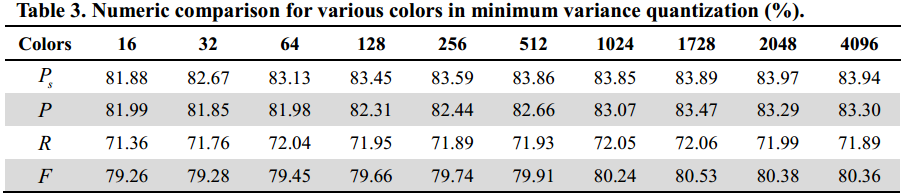 Table 3. Numeric comparison for various colors in minimum variance quantization (%).
Colors 16 32 64 128 256 512 1024 1728 2048 4096
Ps 81.88 82.67 83.13 83.45 83.59 83.86 83.85 83.89 83.97 83.94
P 81.99 81.85 81.98 82.31 82.44 82.66 83.07 83.47 83.29 83.30
R 71.36 71.76 72.04 71.95 71.89 71.93 72.05 72.06 71.99 71.89
F 79.26 79.28 79.45 79.66 79.74 79.91 80.24 80.53 80.38 80.36